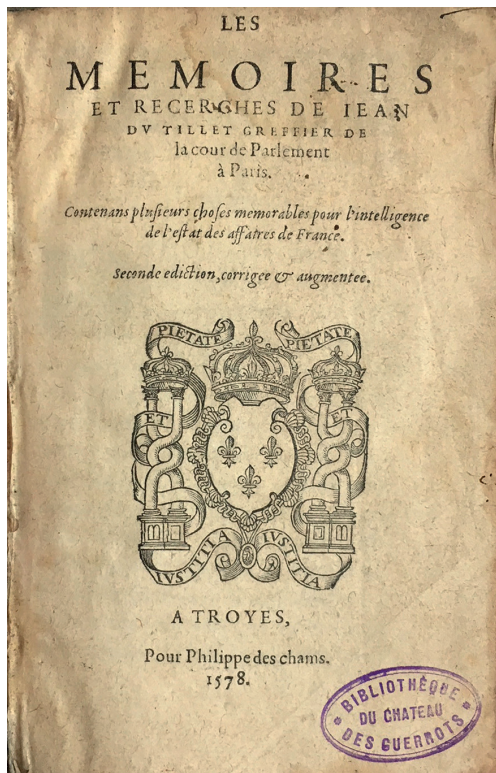 LES
MEMOIRES
ET RECERCHES DE IEAN
DV TILLET GREFFIER DE
la cour de Parlement
à Paris.
Contenans plusieurs choses memorables pour l'intelligence
de l'estat des affaires de France.
Seconde ediction, corrigee & augmentee.
PIETATE PIETATE
ET ET
IVSTITIA IVSTITIA
A TROYES,
Pour Philippe des chams.
1578.
BIBLIOTHÈQUE
DU CHATEAU
DES GUERROTS